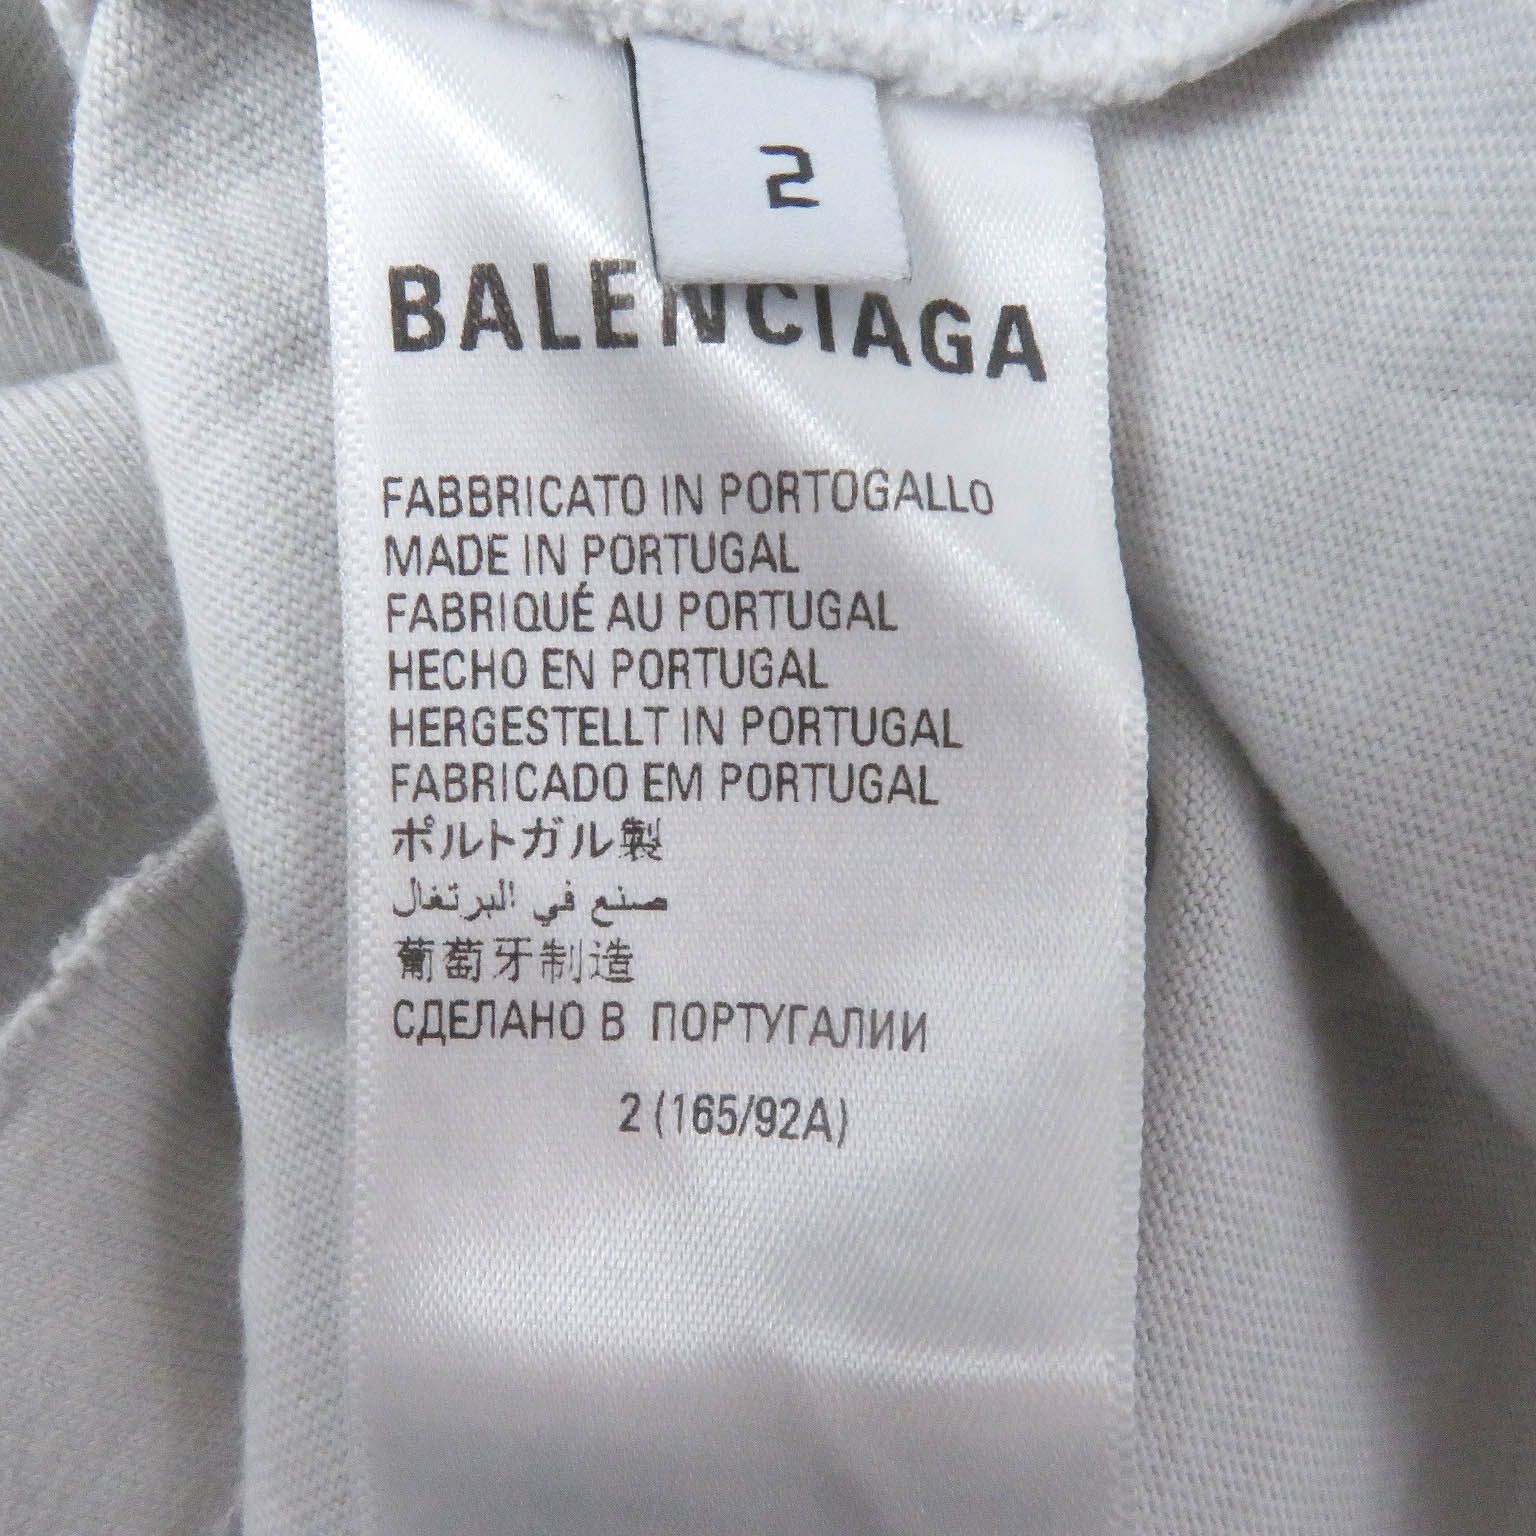 2
BALENCIAGA
FABBRICATO IN PORTOGALLO
MADE IN PORTUGAL
FABRIQUÉ AU PORTUGAL
HECHO EN PORTUGAL
HERGESTELLT IN PORTUGAL
FABRICADO EM PORTUGAL
ポルトガル製
صنع في البرتغال
葡萄牙制造
СДЕЛАНО В ПОРТУГАЛИИ
2 (165/92A)